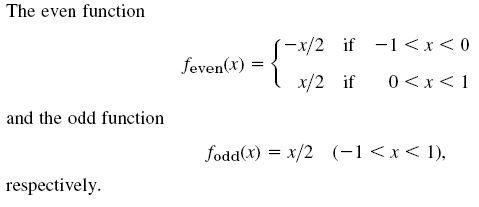 The even function
f_even(x) = { −x/2 if −1 < x < 0
x/2 if 0 < x < 1
and the odd function
f_odd(x) = x/2 (−1 < x < 1),
respectively.